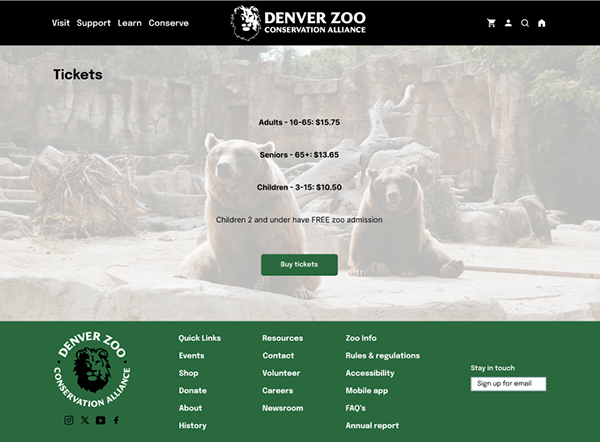 Visit Support Learn Conserve
DENVER ZOO
CONSERVATION ALLIANCE
Tickets
Adults - 16-65: $15.75
Seniors - 65+: $13.65
Children - 3-15: $10.50
Children 2 and under have FREE zoo admission
Buy tickets
DENVER ZOO
CONSERVATION ALLIANCE
Quick Links
Events
Shop
Donate
About
History
Resources
Contact
Volunteer
Careers
Newsroom
Zoo Info
Rules & regulations
Accessibility
Mobile app
FAQ's
Annual report
Stay in touch
Sign up for email